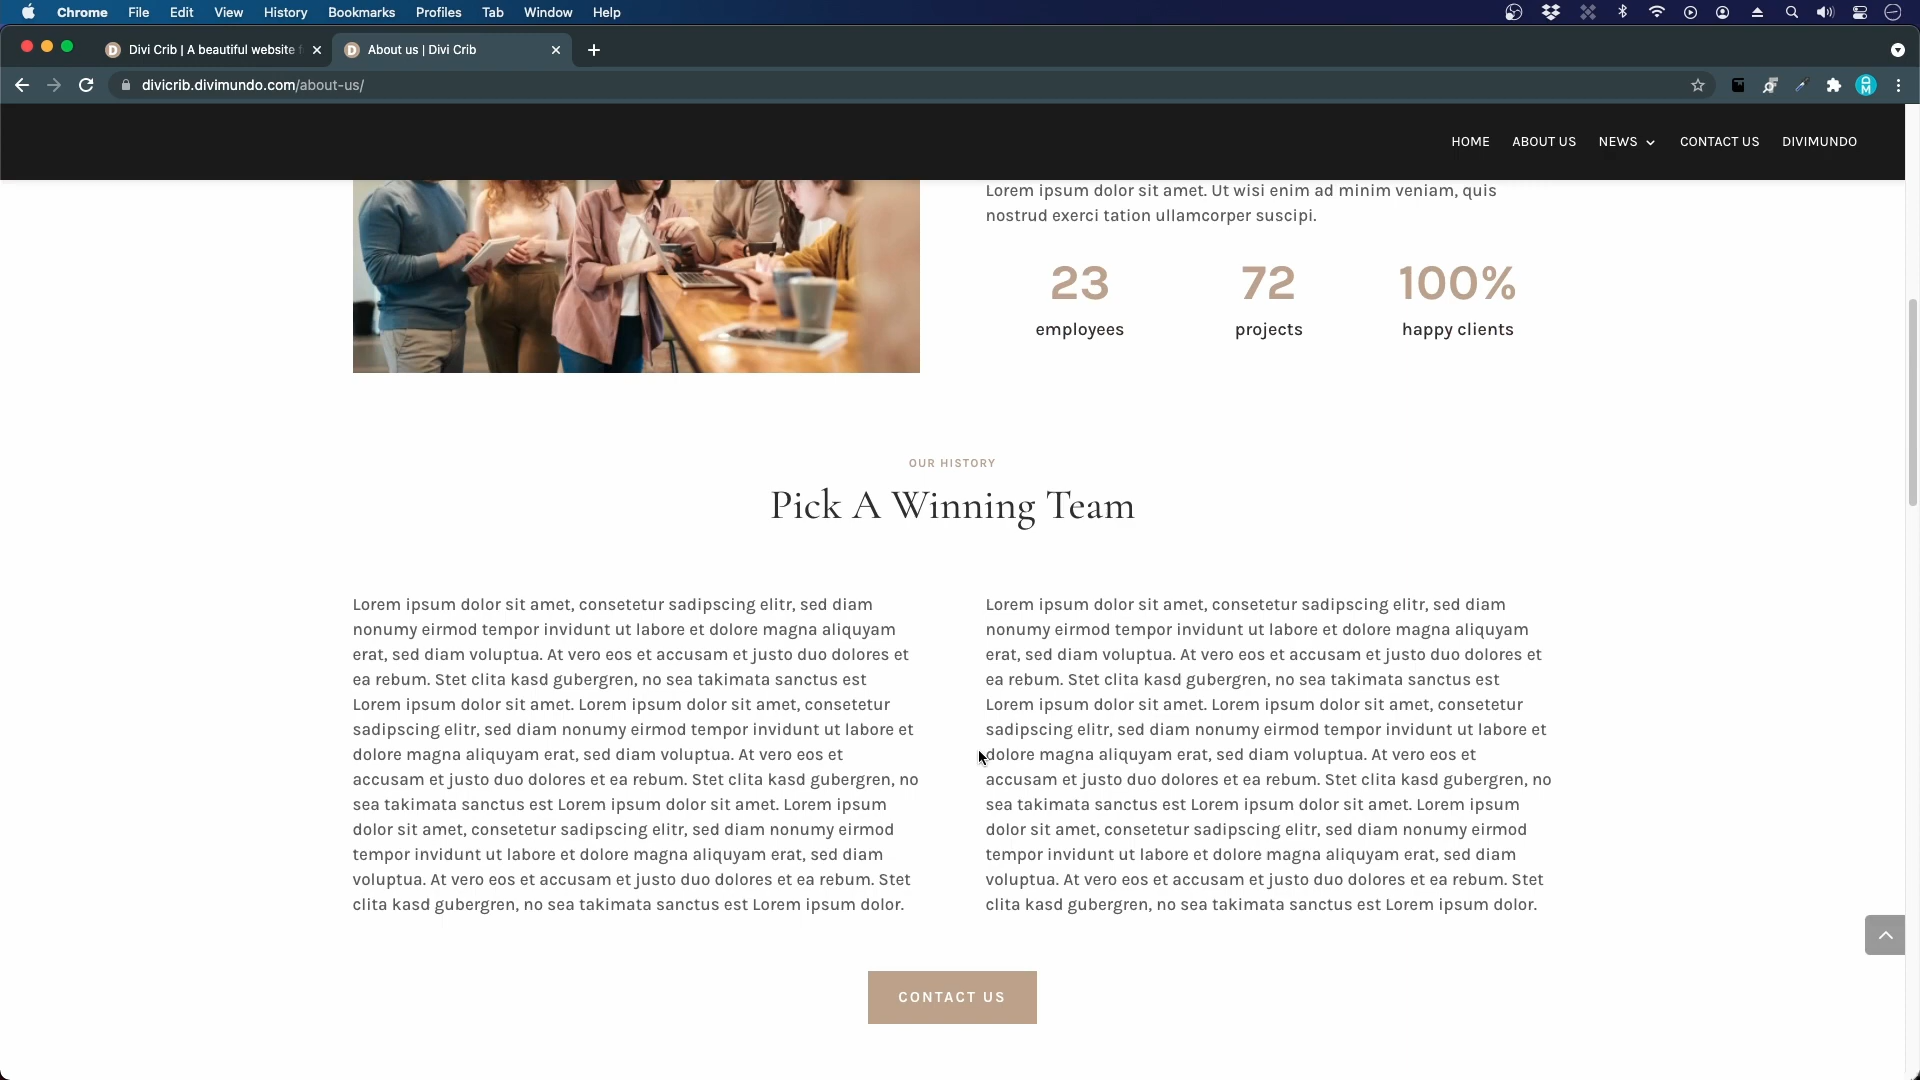 Chrome File Edit View History Bookmarks Profiles Tab Window Help
Divi Crib | A beautiful website
About us | Divi Crib
divicrib.divimundo.com/about-us/
HOME ABOUT US NEWS CONTACT US DIVIMUNDO
Lorem ipsum dolor sit amet. Ut wisi enim ad minim veniam, quis
nostrud exerci tation ullamcorper suscipi.
23 72 100%
employees projects happy clients
OUR HISTORY
Pick A Winning Team
Lorem ipsum dolor sit amet, consetetur sadipscing elitr, sed diam
nonumy eirmod tempor invidunt ut labore et dolore magna aliquyam
erat, sed diam voluptua. At vero eos et accusam et justo duo dolores et
ea rebum. Stet clita kasd gubergren, no sea takimata sanctus est
Lorem ipsum dolor sit amet. Lorem ipsum dolor sit amet, consetetur
sadipscing elitr, sed diam nonumy eirmod tempor invidunt ut labore et
dolore magna aliquyam erat, sed diam voluptua. At vero eos et
accusam et justo duo dolores et ea rebum. Stet clita kasd gubergren, no
sea takimata sanctus est Lorem ipsum dolor sit amet. Lorem ipsum
dolor sit amet, consetetur sadipscing elitr, sed diam nonumy eirmod
tempor invidunt ut labore et dolore magna aliquyam erat, sed diam
voluptua. At vero eos et accusam et justo duo dolores et ea rebum. Stet
clita kasd gubergren, no sea takimata sanctus est Lorem ipsum dolor.
Lorem ipsum dolor sit amet, consetetur sadipscing elitr, sed diam
nonumy eirmod tempor invidunt ut labore et dolore magna aliquyam
erat, sed diam voluptua. At vero eos et accusam et justo duo dolores et
ea rebum. Stet clita kasd gubergren, no sea takimata sanctus est
Lorem ipsum dolor sit amet. Lorem ipsum dolor sit amet, consetetur
sadipscing elitr, sed diam nonumy eirmod tempor invidunt ut labore et
dolore magna aliquyam erat, sed diam voluptua. At vero eos et
accusam et justo duo dolores et ea rebum. Stet clita kasd gubergren, no
sea takimata sanctus est Lorem ipsum dolor sit amet. Lorem ipsum
dolor sit amet, consetetur sadipscing elitr, sed diam nonumy eirmod
tempor invidunt ut labore et dolore magna aliquyam erat, sed diam
voluptua. At vero eos et accusam et justo duo dolores et ea rebum. Stet
clita kasd gubergren, no sea takimata sanctus est Lorem ipsum dolor.
CONTACT US